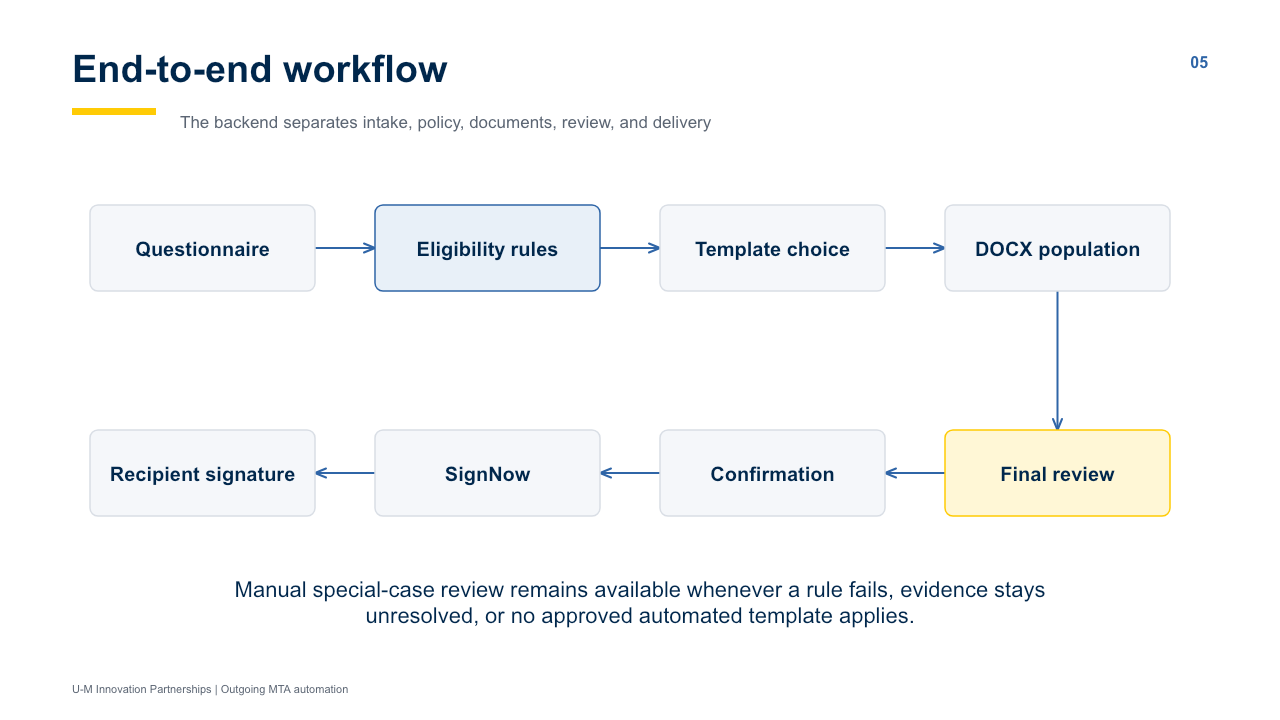 End-to-end workflow
05
The backend separates intake, policy, documents, review, and delivery
Questionnaire
Eligibility rules
Template choice
DOCX population
Recipient signature
SignNow
Confirmation
Final review
Manual special-case review remains available whenever a rule fails, evidence stays
unresolved, or no approved automated template applies.
U-M Innovation Partnerships | Outgoing MTA automation